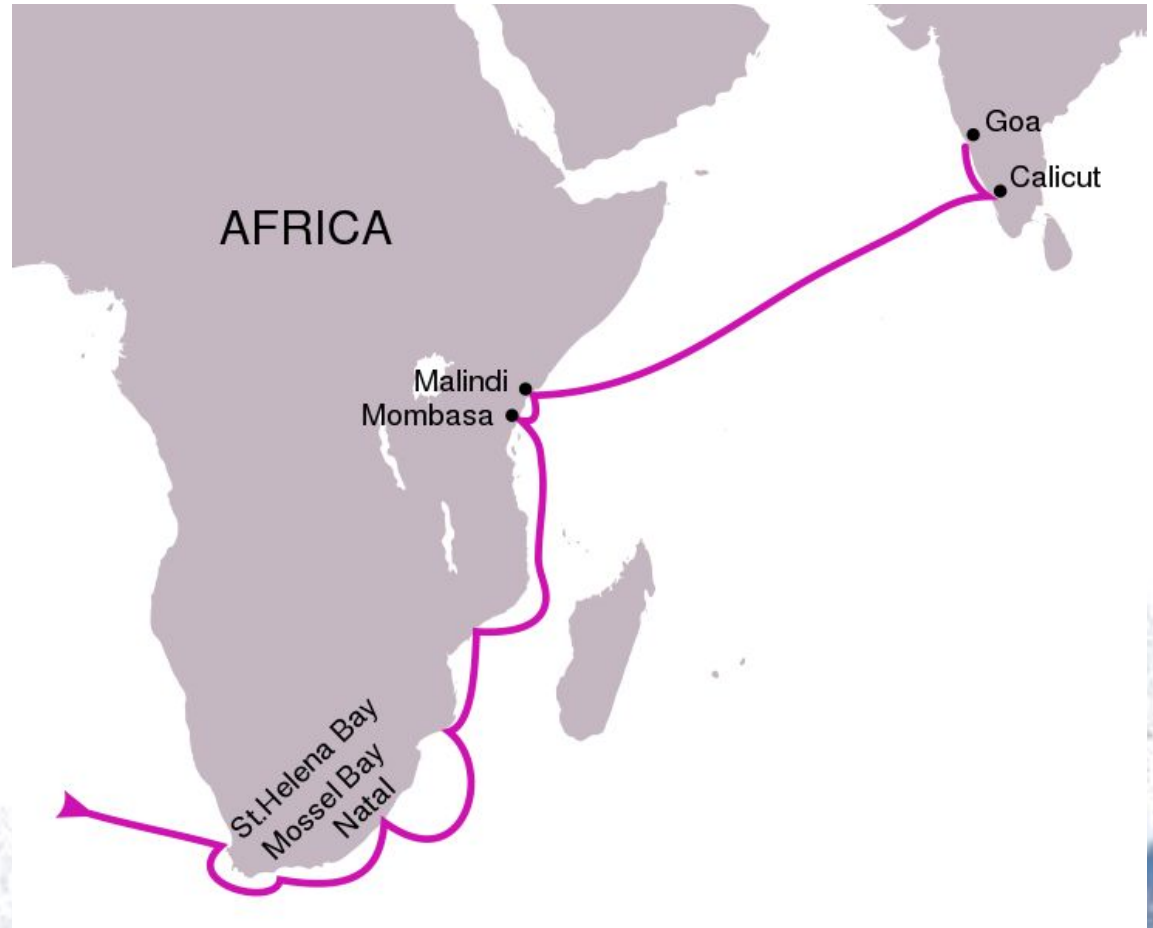 Goa
Calicut
AFRICA
Malindi
Mombasa
St.Helena Bay
Mossel Bay
Natal